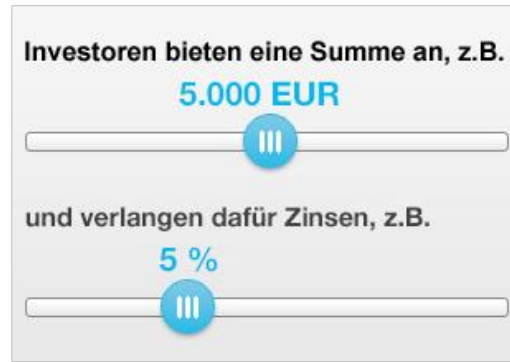 Investoren bieten eine Summe an, z.B.
5.000 EUR
und verlangen dafür Zinsen, z.B.
5 %